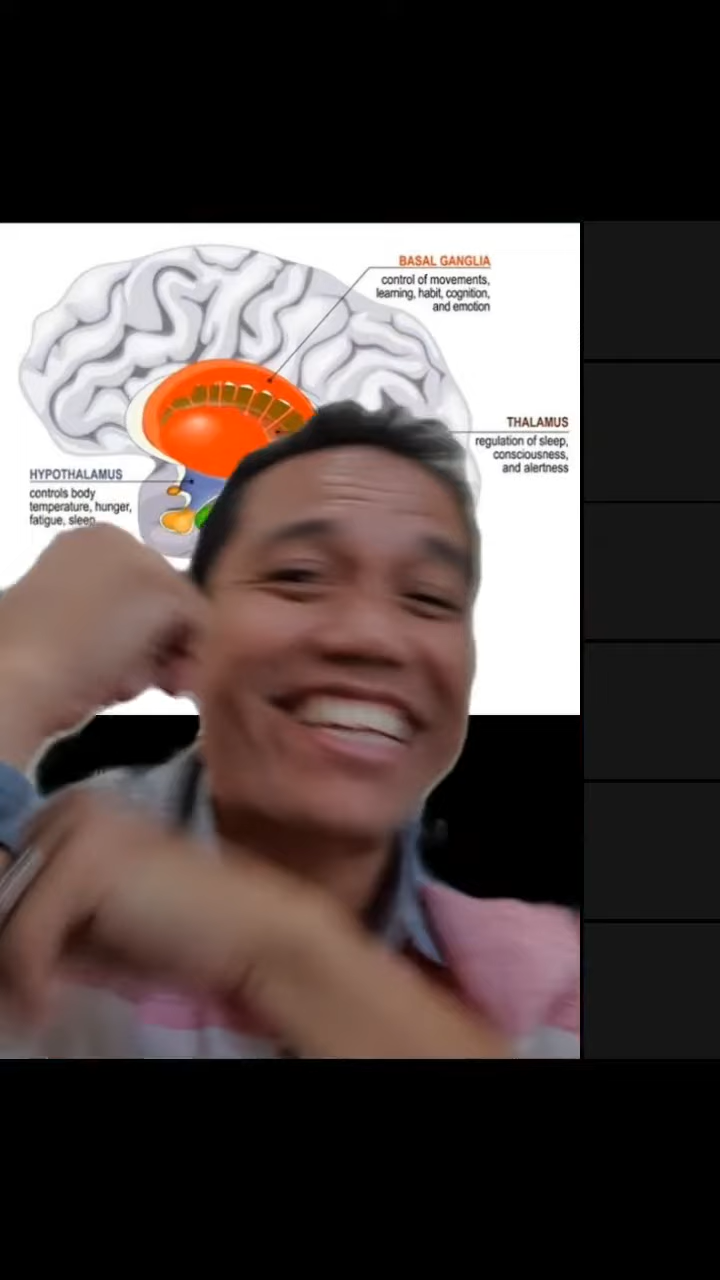 BASAL GANGLIA
control of movements,
learning, habit, cognition,
and emotion
THALAMUS
regulation of sleep,
consciousness,
and alertness
HYPOTHALAMUS
controls body
temperature, hunger,
fatigue, sleep